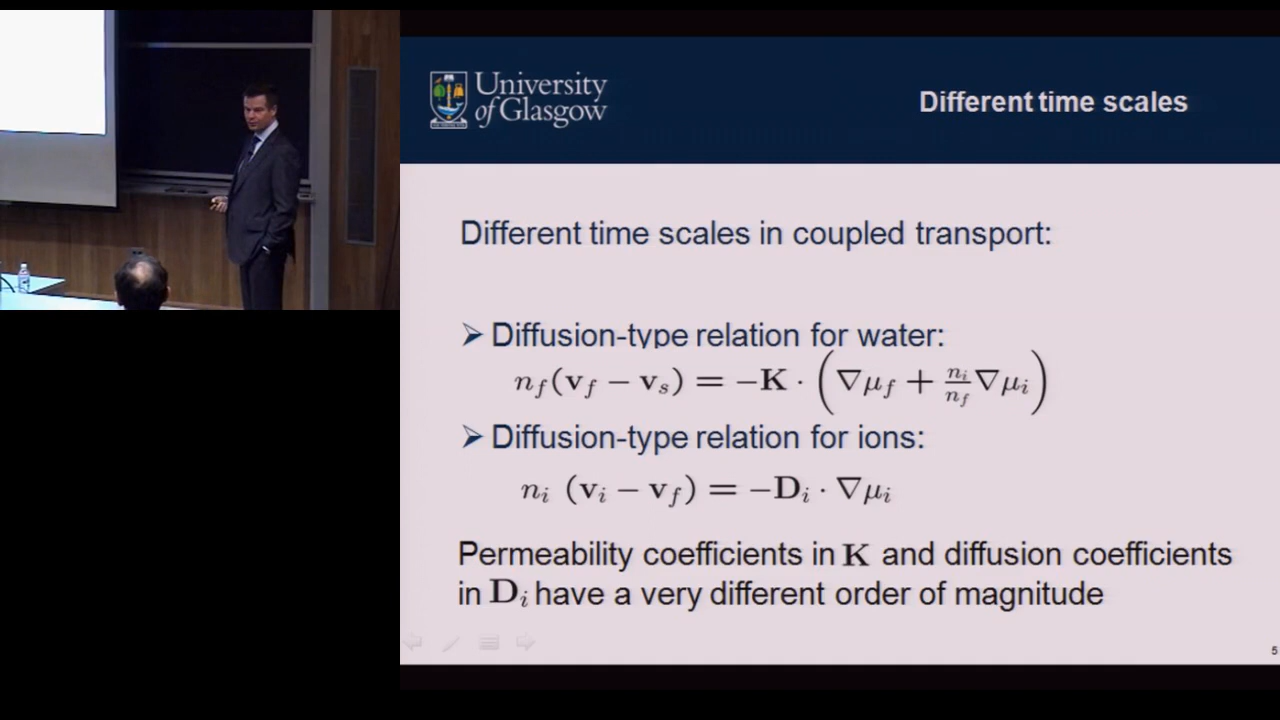 University
of Glasgow
Different time scales
Different time scales in coupled transport:
➢ Diffusion-type relation for water:
n_f(v_f − v_s) = −K · (∇μ_f + n_i/n_f ∇μ_i)
➢ Diffusion-type relation for ions:
n_i (v_i − v_f) = −D_i · ∇μ_i
Permeability coefficients in K and diffusion coefficients
in D_i have a very different order of magnitude
5